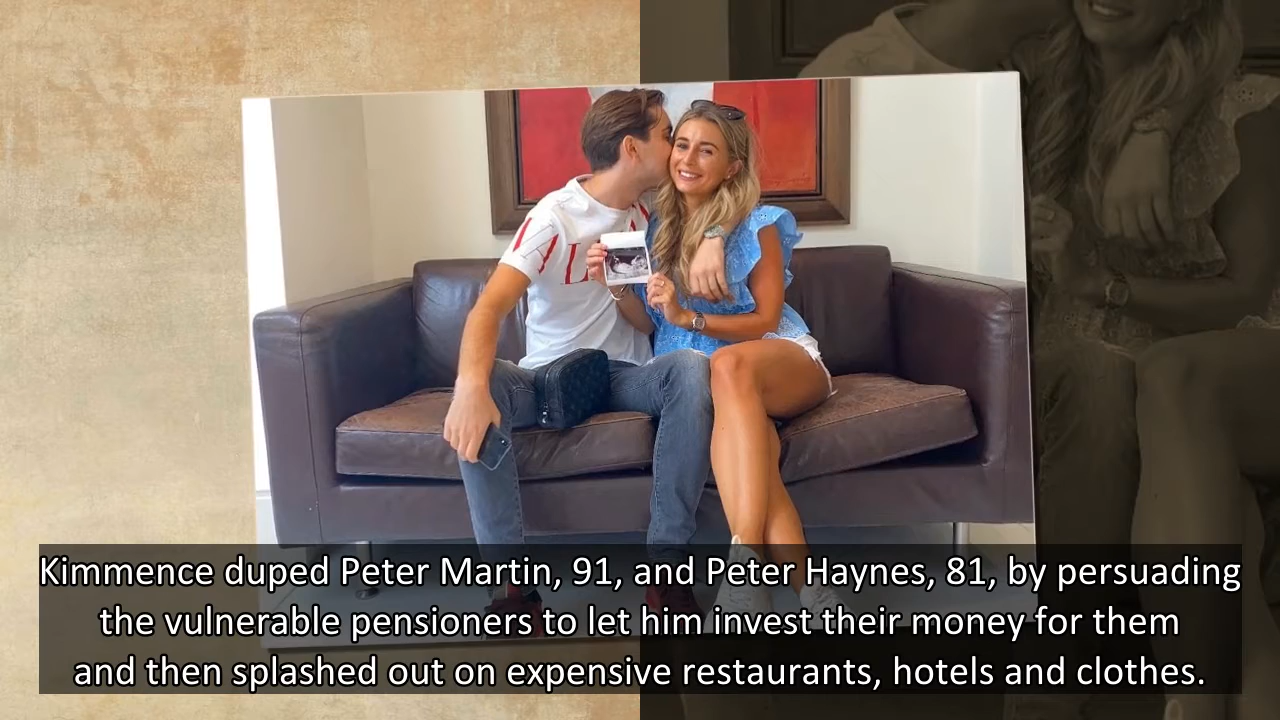 Kimmence duped Peter Martin, 91, and Peter Haynes, 81, by persuading
the vulnerable pensioners to let him invest their money for them
and then splashed out on expensive restaurants, hotels and clothes.